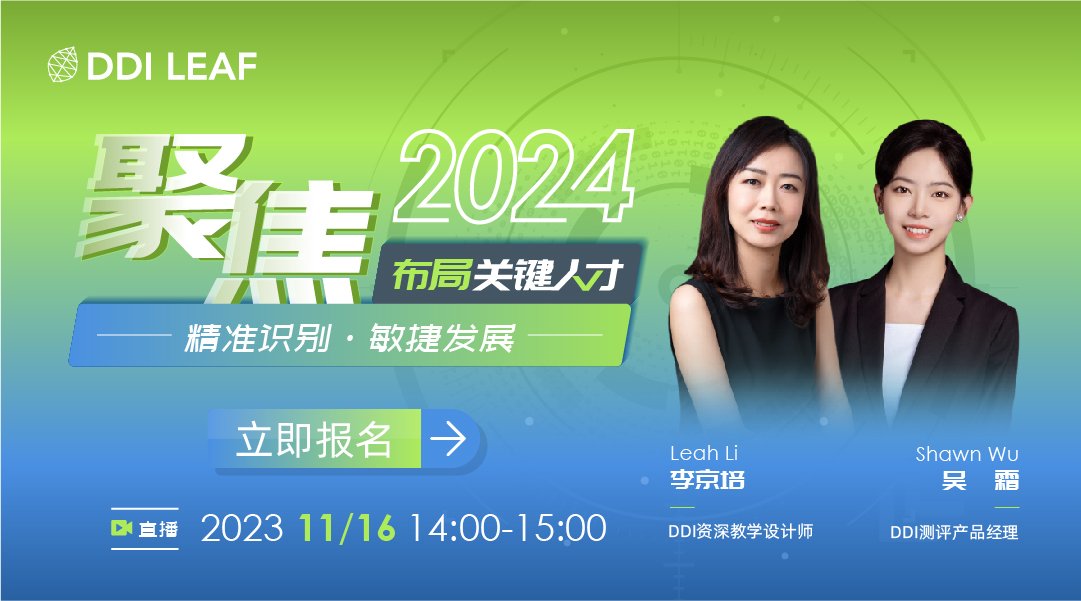 DDI LEAF
聚焦
2024
布局关键人才
精准识别·敏捷发展
立即报名
直播 2023 11/16 14:00-15:00
Leah Li
李京培
DDI资深教学设计师
Shawn Wu
吴 霜
DDI测评产品经理